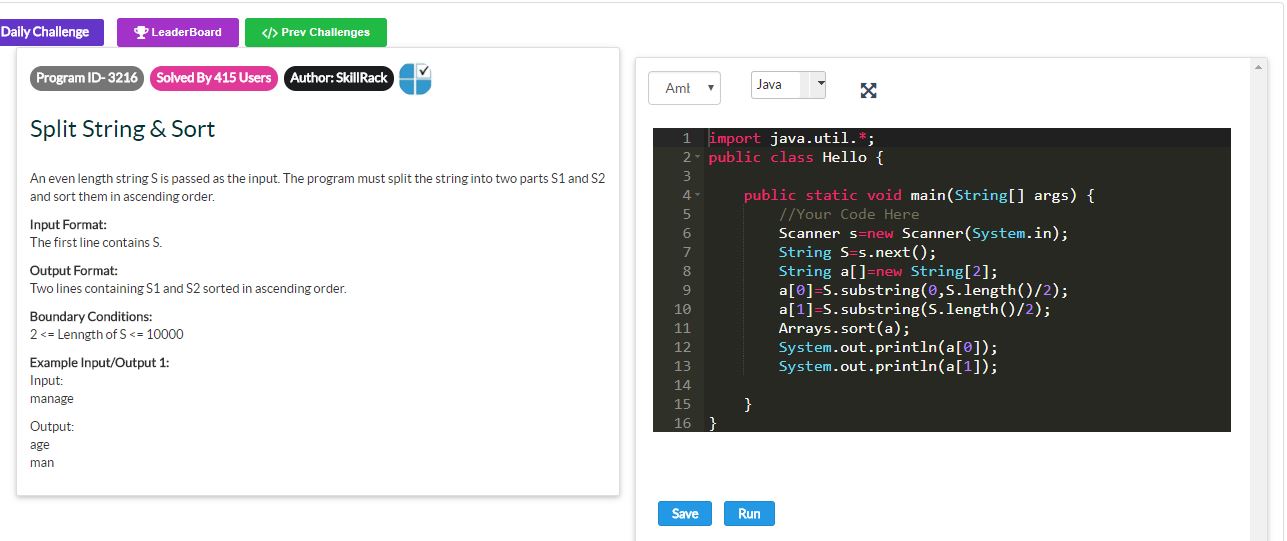 Daily Challenge
LeaderBoard
</> Prev Challenges
Program ID- 3216
Solved By 415 Users
Author: SkillRack
Split String & Sort
An even length string S is passed as the input. The program must split the string into two parts S1 and S2
and sort them in ascending order.
Input Format:
The first line contains S.
Output Format:
Two lines containing S1 and S2 sorted in ascending order.
Boundary Conditions:
2 <= Lenngth of S <= 10000
Example Input/Output 1:
Input:
manage
Output:
age
man
Amt
Java
1 import java.util.*;
2 public class Hello {
3
4 public static void main(String[] args) {
5 //Your Code Here
6 Scanner s=new Scanner(System.in);
7 String S=s.next();
8 String a[]=new String[2];
9 a[0]=S.substring(0,S.length()/2);
10 a[1]=S.substring(S.length()/2);
11 Arrays.sort(a);
12 System.out.println(a[0]);
13 System.out.println(a[1]);
14
15 }
16 }
Save
Run